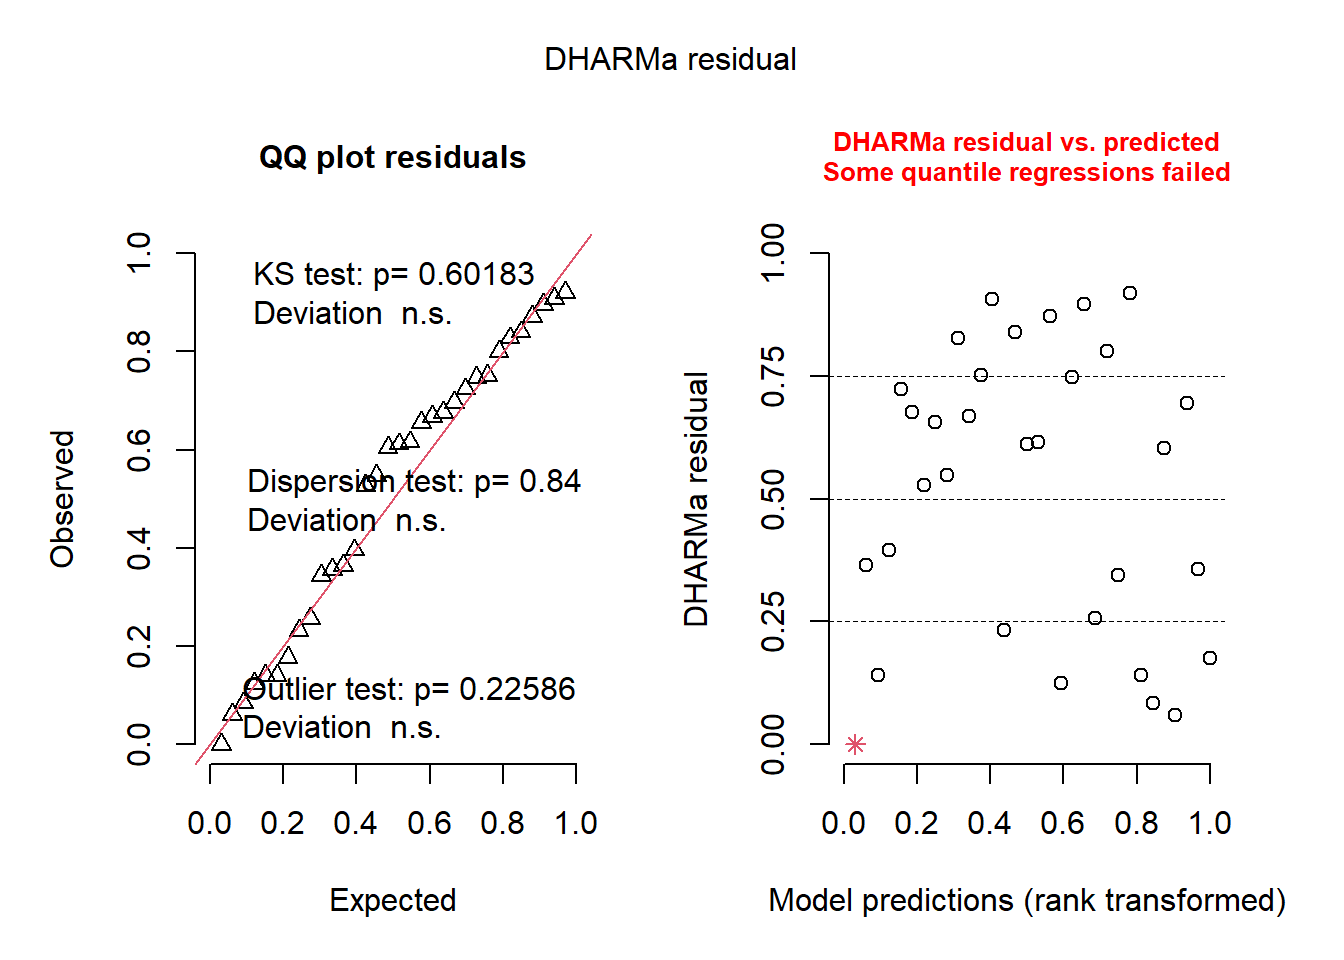 DHARMa residual
QQ plot residuals
KS test: p= 0.60183
Deviation  n.s.
Dispersion test: p= 0.84
Deviation  n.s.
Outlier test: p= 0.22586
Deviation  n.s.
Observed
1.0
0.8
0.6
0.4
0.2
0.0
0.0 0.2 0.4 0.6 0.8 1.0
Expected
DHARMa residual vs. predicted
Some quantile regressions failed
DHARMa residual
1.00
0.75
0.50
0.25
0.00
0.0 0.2 0.4 0.6 0.8 1.0
Model predictions (rank transformed)